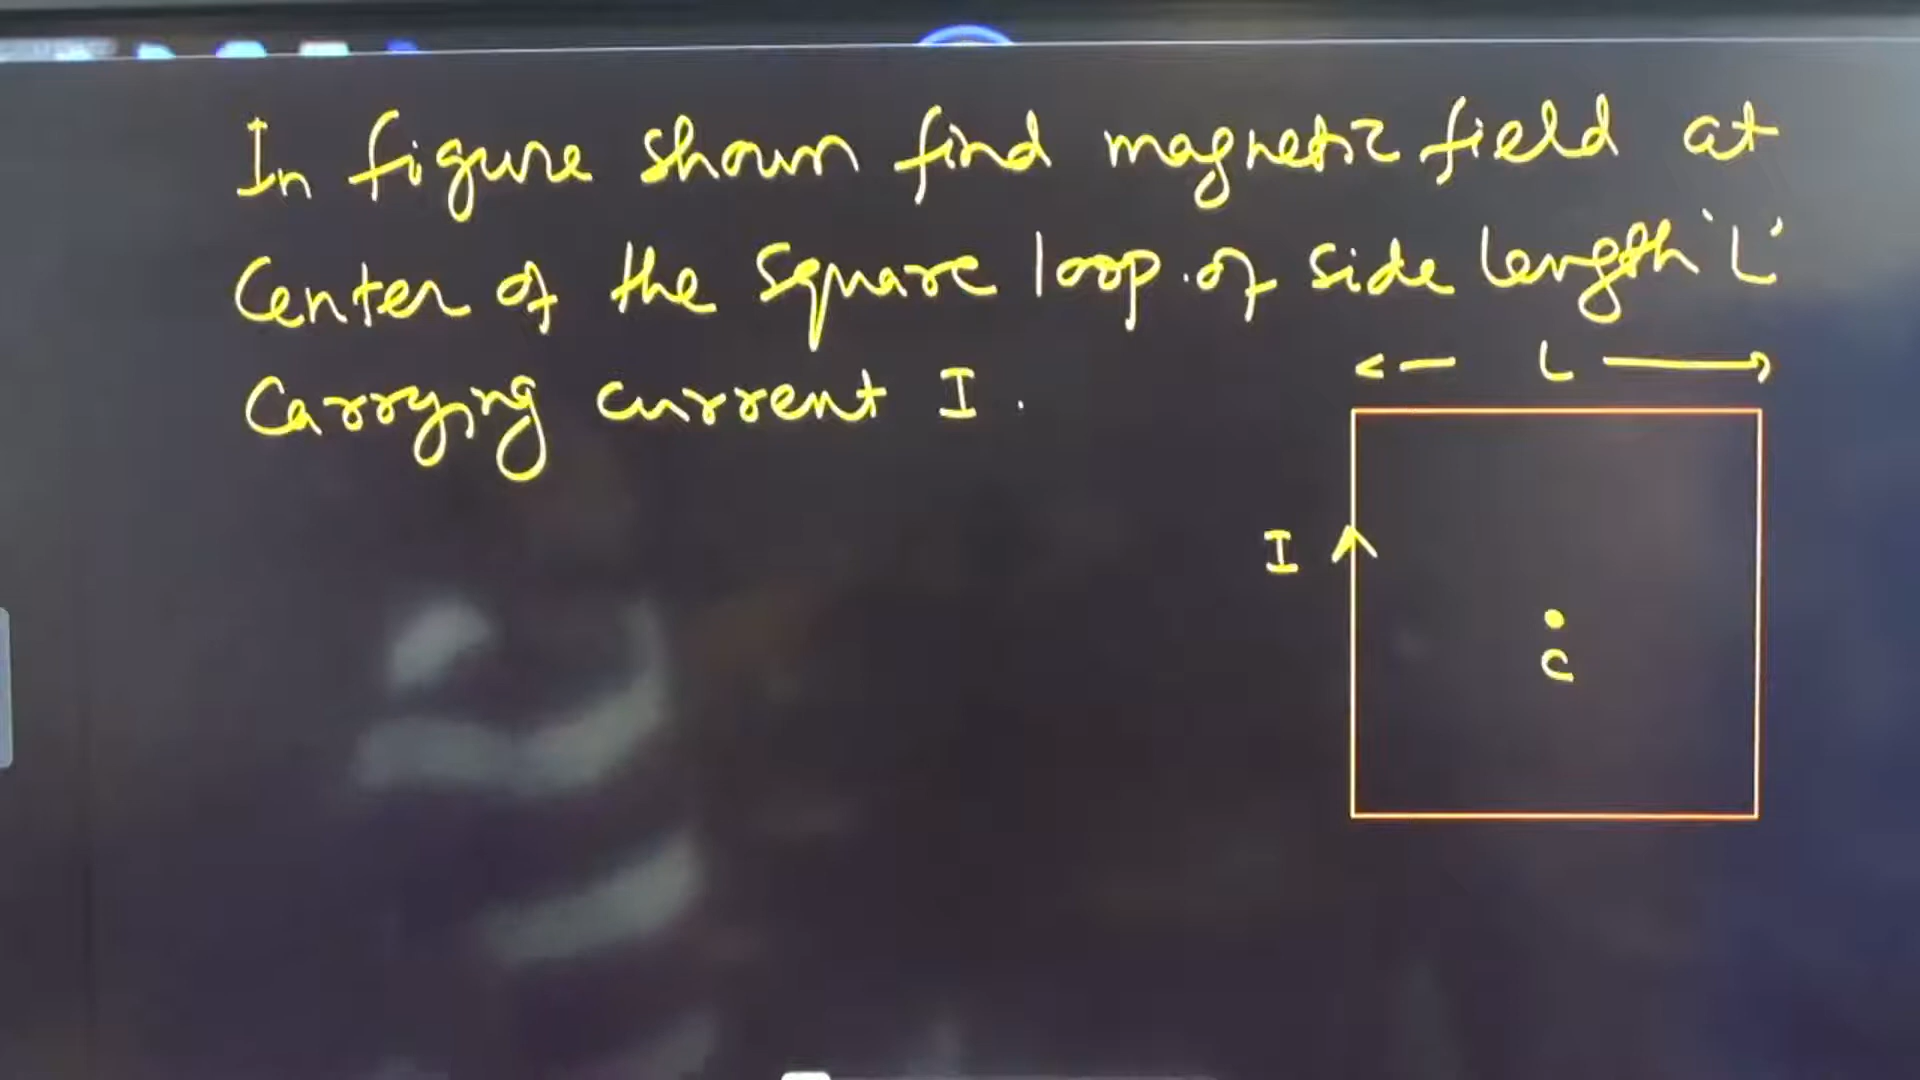 In figure shown find magnetic field at
Center of the square loop of side length 'L'
Carrying current I.
L
I
C